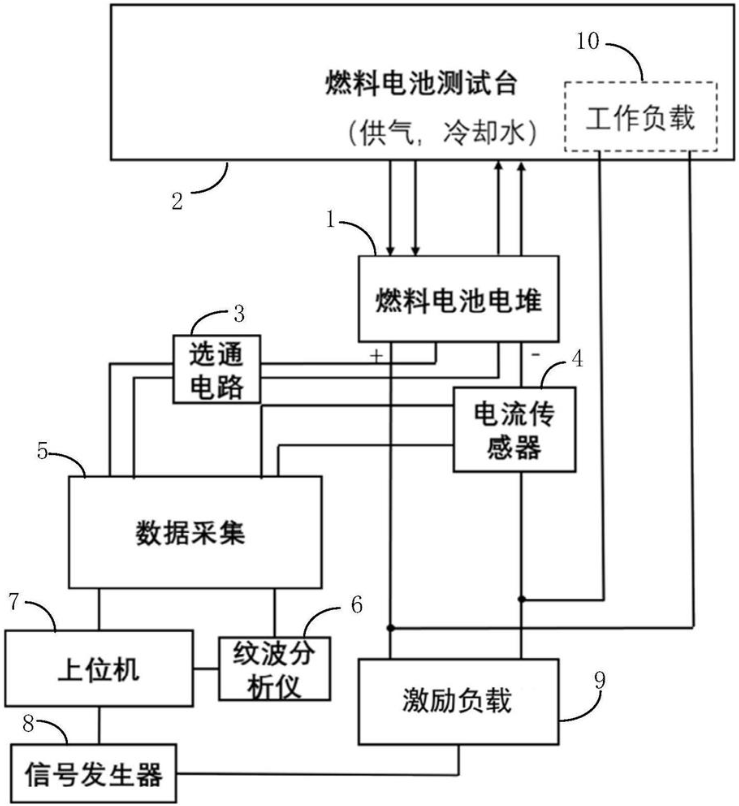 10
燃料电池测试台
工作负载
（供气，冷却水）
2
1
燃料电池电堆
3
+
-
4
选通
电路
电流传
感器
5
数据采集
7
6
上位机
纹波分
析仪
9
激励负载
8
信号发生器